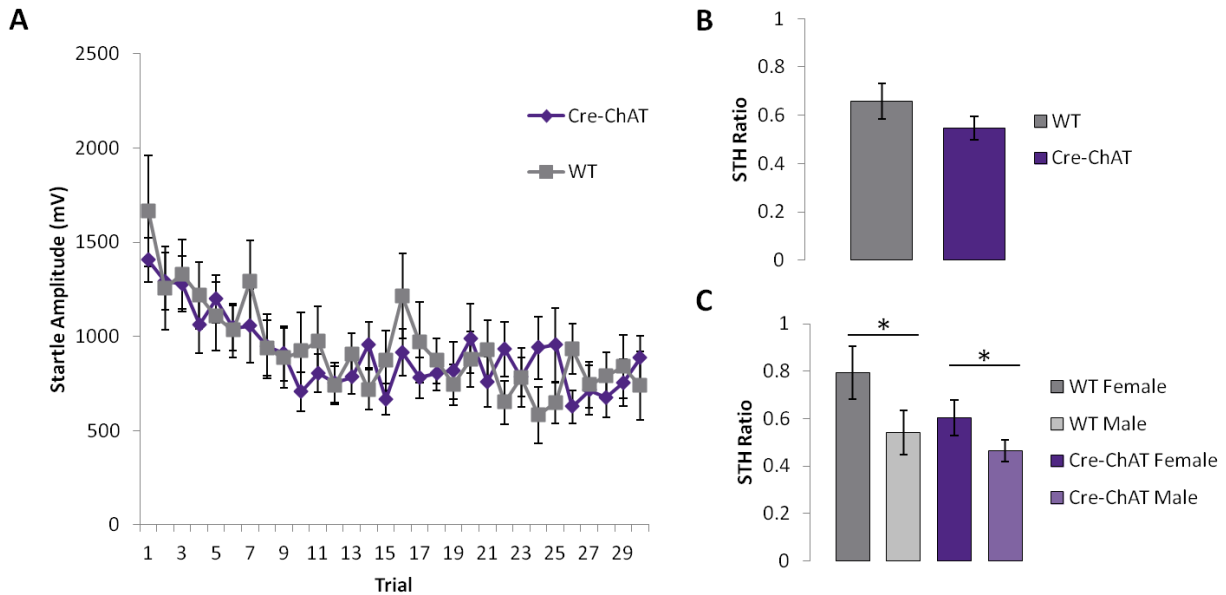 A
2500
2000
1500
1000
500
0
Startle Amplitude (mV)
Cre-ChAT
WT
1 3 5 7 9 11 13 15 17 19 21 23 25 27 29
Trial
B
1
0.8
0.6
0.4
0.2
0
STH Ratio
WT
Cre-ChAT
C
1
0.8
0.6
0.4
0.2
0
STH Ratio
*
*
WT Female
WT Male
Cre-ChAT Female
Cre-ChAT Male